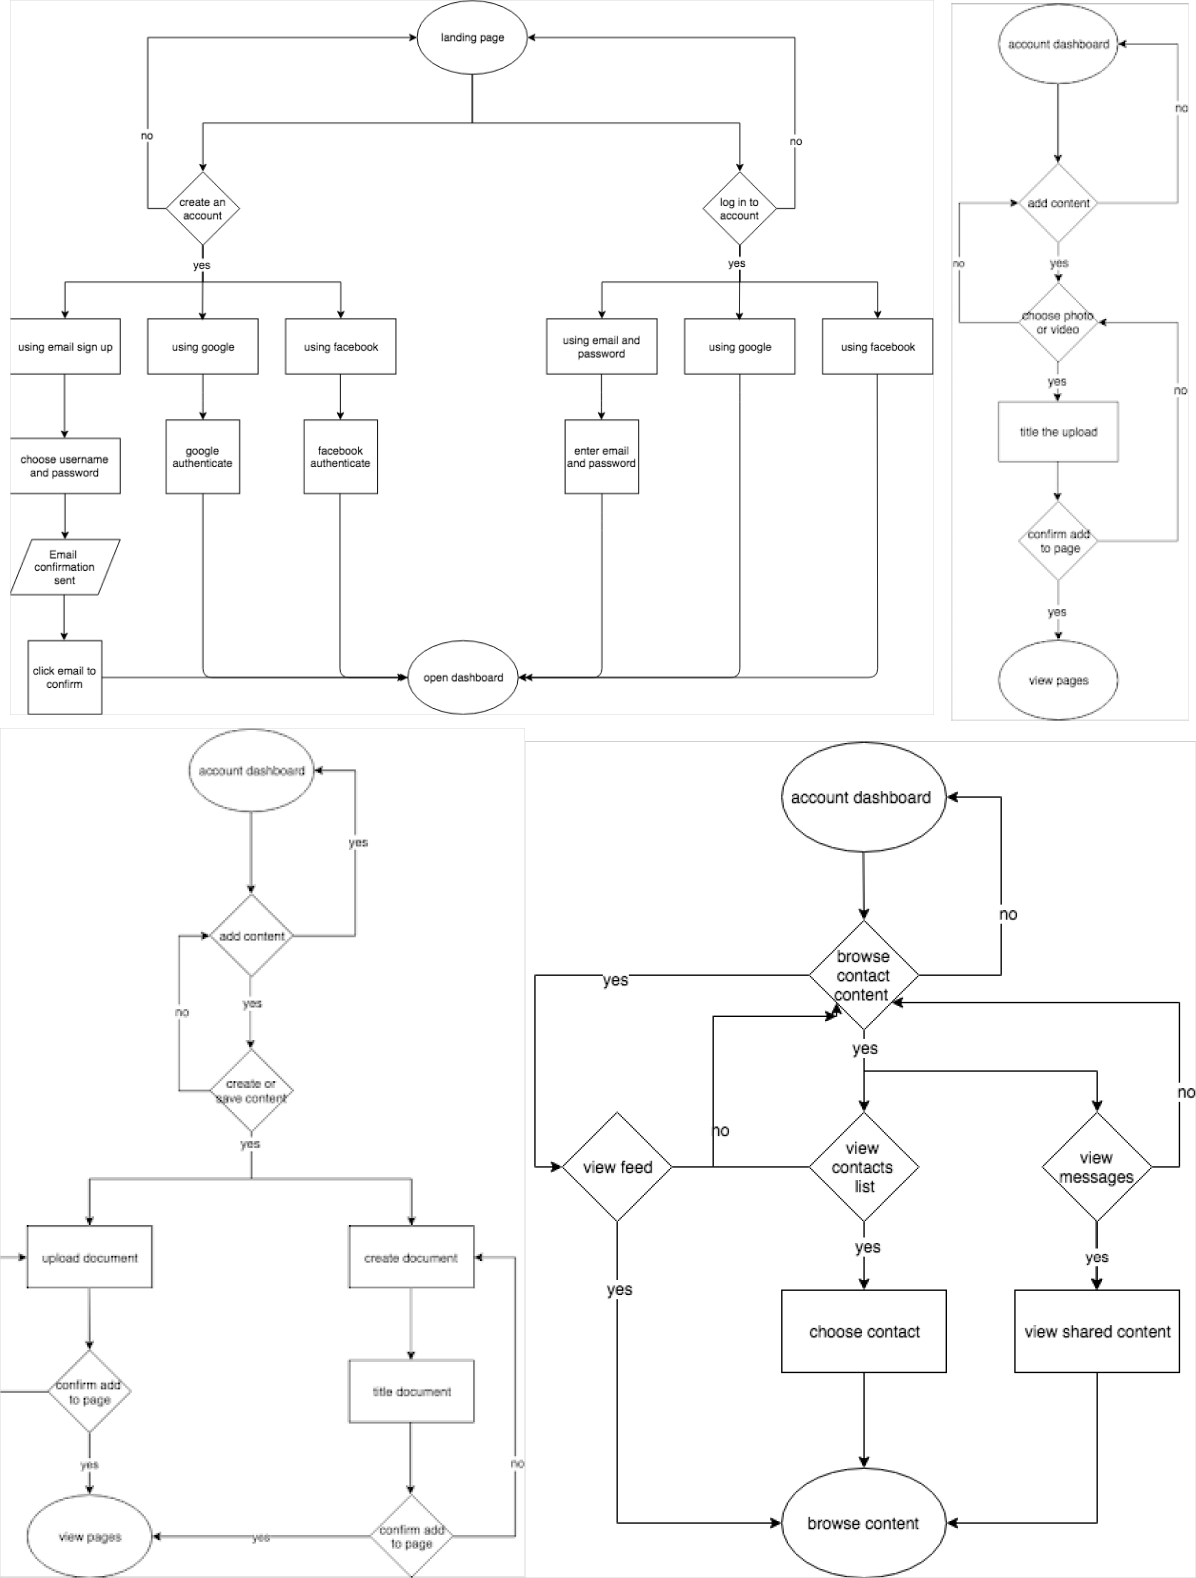 landing page
no
no
create an
account
log in to
account
yes
yes
using email sign up
using google
using facebook
using email and
password
using google
using facebook
choose username
and password
google
authenticate
facebook
authenticate
enter email
and password
Email
confirmation
sent
click email to
confirm
open dashboard
account dashboard
no
add content
no
yes
choose photo
or video
yes
no
title the upload
confirm add
to page
yes
view pages
account dashboard
yes
add content
yes
no
create or
save content
yes
upload document
create document
confirm add
to page
title document
yes
no
view pages
yes
confirm add
to page
account dashboard
no
browse
contact
content
yes
yes
no
no
view feed
view
contacts
list
view
messages
yes
yes
yes
choose contact
view shared content
browse content